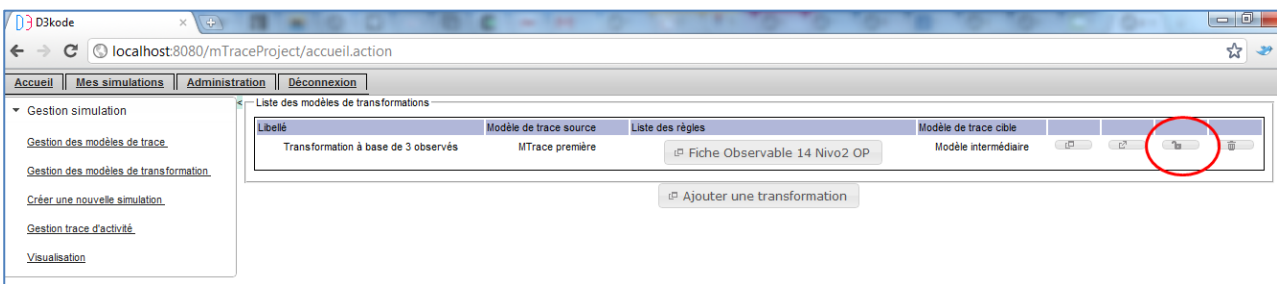 D3kode
localhost:8080/mTraceProject/accueil.action
Accueil Mes simulations Administration Déconnexion
Gestion simulation
Gestion des modèles de trace
Gestion des modèles de transformation
Créer une nouvelle simulation
Gestion trace d'activité
Visualisation
Liste des modèles de transformations
Libellé Modèle de trace source Liste des règles Modèle de trace cible
Transformation à base de 3 observés MTrace première Fiche Observable 14 Nivo2 OP Modèle intermédiaire
Ajouter une transformation